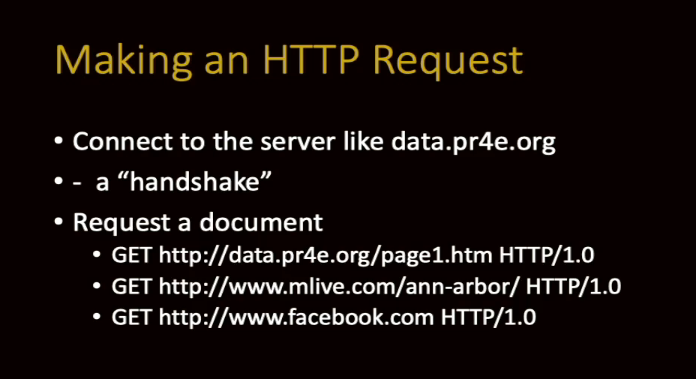 Making an HTTP Request
• Connect to the server like data.pr4e.org
• - a “handshake”
• Request a document
• GET http://data.pr4e.org/page1.htm HTTP/1.0
• GET http://www.mlive.com/ann-arbor/ HTTP/1.0
• GET http://www.facebook.com HTTP/1.0